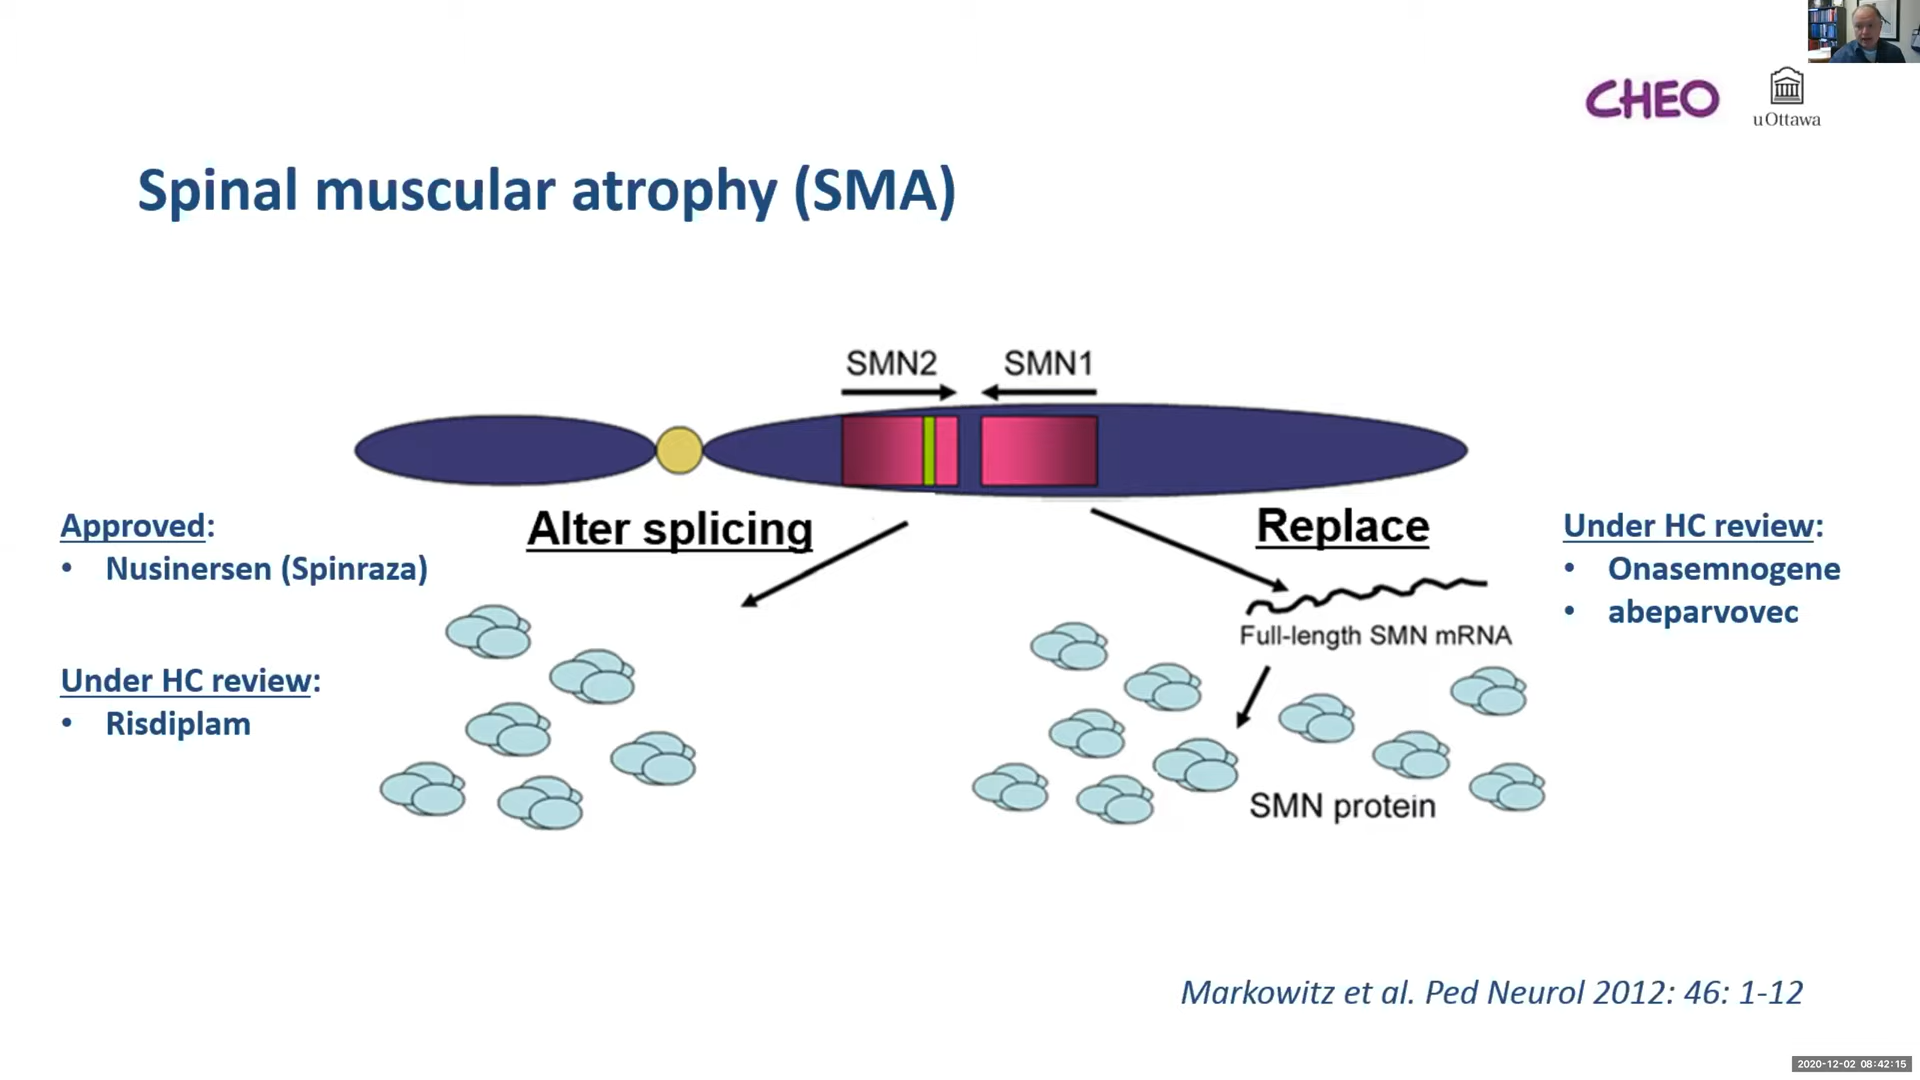 CHEO
uOttawa
Spinal muscular atrophy (SMA)
SMN2
SMN1
Approved:
• Nusinersen (Spinraza)
Under HC review:
• Risdiplam
Alter splicing
Replace
Full-length SMN mRNA
SMN protein
Under HC review:
• Onasemnogene
• abeparvovec
Markowitz et al. Ped Neurol 2012: 46: 1-12
2020-12-02 08:42:15